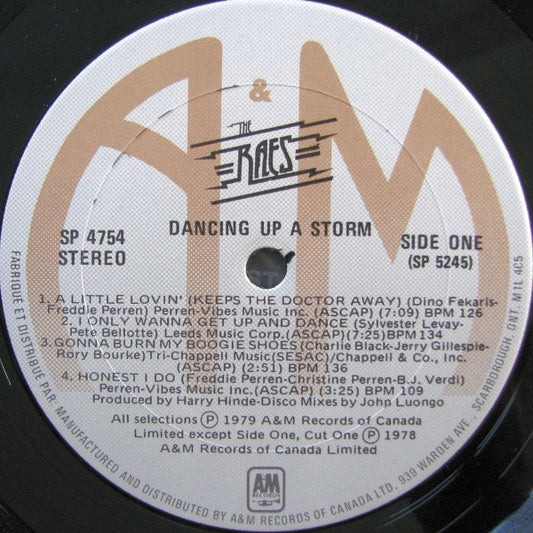 A&M
THE
RAES
DANCING UP A STORM
SP 4754
STEREO
SIDE ONE
(SP 5245)
1. A LITTLE LOVIN' (KEEPS THE DOCTOR AWAY) (Dino Fekaris-
Freddie Perren) Perren-Vibes Music Inc. (ASCAP) (7:09) BPM 126
2. I ONLY WANNA GET UP AND DANCE (Sylvester Levay-
Pete Bellotte) Leeds Music Corp.(ASCAP)(7:25)BPM134
3. GONNA BURN MY BOOGIE SHOES(Charlie Black-Jerry Gillespie-
Rory Bourke)Tri-Chappell Music(SESAC)/Chappell & Co., Inc.
(ASCAP) (2:51) BPM 136
4. HONEST I DO (Freddie Perren-Christine Perren-B.J. Verdi)
Perren-Vibes Music Inc.(ASCAP) (3:25) BPM 109
Produced by Harry Hinde-Disco Mixes by John Luongo
All selections Ⓟ 1979 A&M Records of Canada
Limited except Side One, Cut One Ⓟ 1978
A&M Records of Canada Limited
A&M
RECORDS
FABRIQUE ET DISTRIBUE PAR: MANUFACTURED AND DISTRIBUTED BY A&M RECORDS OF CANADA LTD, 939 WARDEN AVE., SCARBOROUGH, ONT. M1L 4C5